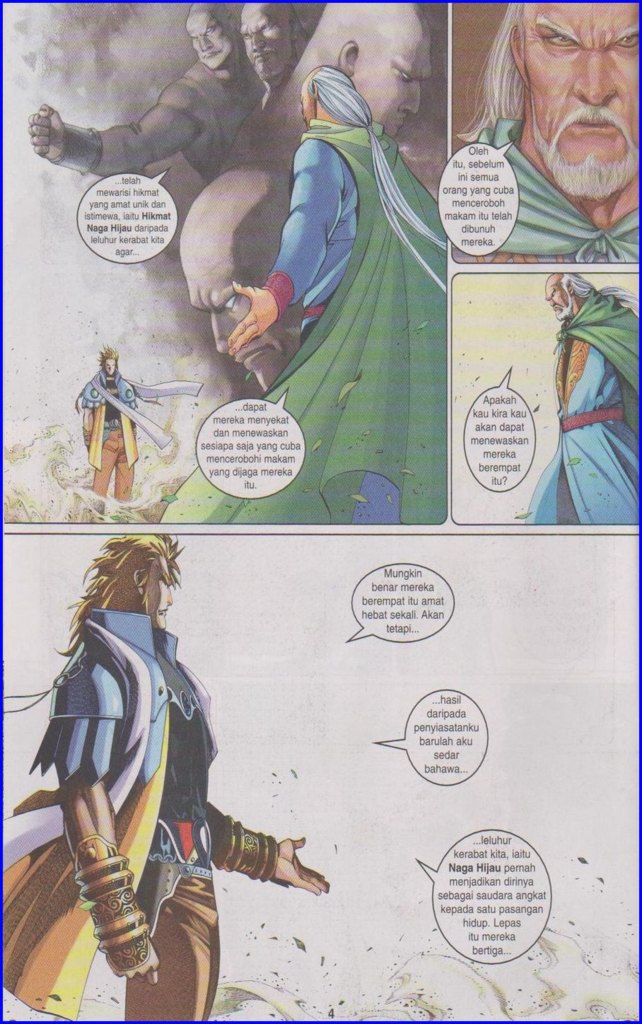 ...telah
mewarisi hikmat
yang amat unik dan
istimewa, iaitu Hikmat
Naga Hijau daripada
leluhur kerabat kita
agar...
...dapat
mereka menyekat
dan menewaskan
sesiapa saja yang cuba
mencerobohi makam
yang dijaga mereka
itu.
Oleh
itu, sebelum
ini semua
orang yang cuba
menceroboh
makam itu telah
dibunuh
mereka.
Apakah
kau kira kau
akan dapat
menewaskan
mereka
berempat
itu?
Mungkin
benar mereka
berempat itu amat
hebat sekali. Akan
tetapi...
...hasil
daripada
penyiasatanku
barulah aku
sedar
bahawa...
...leluhur
kerabat kita, iaitu
Naga Hijau pernah
menjadikan dirinya
sebagai saudara angkat
kepada satu pasangan
hidup. Lepas
itu mereka
bertiga...
4